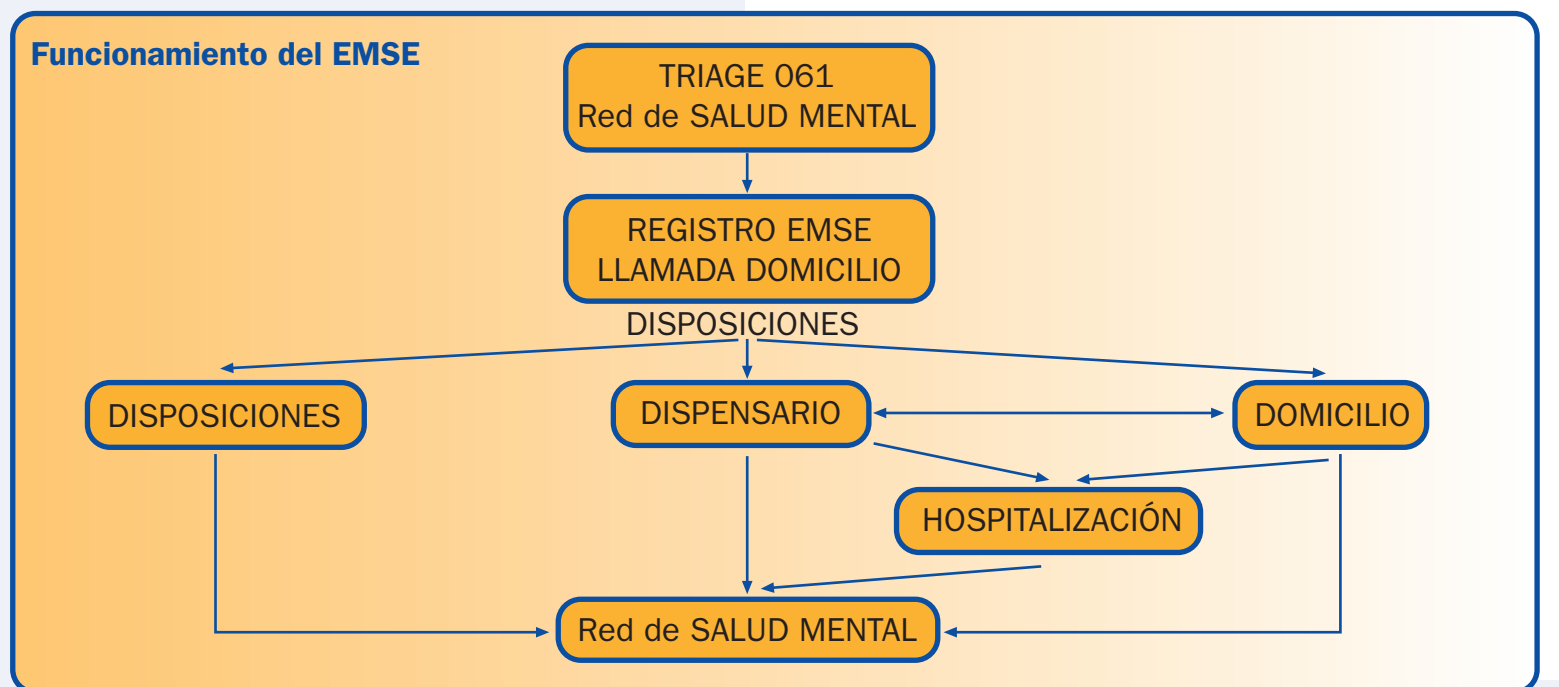 Funcionamiento del EMSE
TRIAGE 061
Red de SALUD MENTAL
REGISTRO EMSE
LLAMADA DOMICILIO
DISPOSICIONES
DISPOSICIONES
DISPENSARIO
DOMICILIO
HOSPITALIZACIÓN
Red de SALUD MENTAL